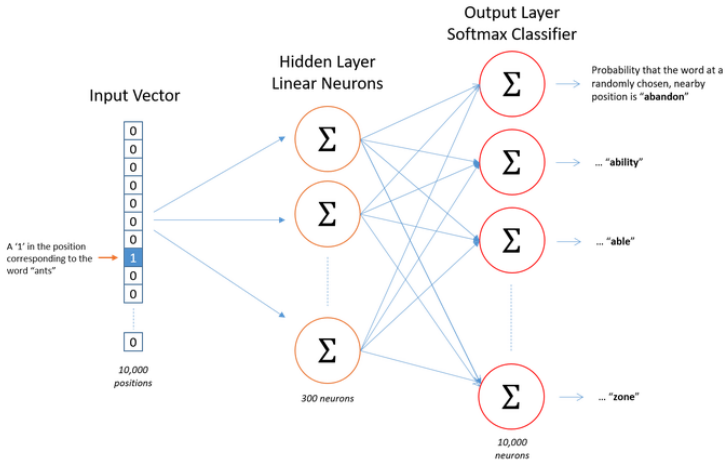 Output Layer
Softmax Classifier
Hidden Layer
Linear Neurons
Input Vector
0
0
0
0
0
0
0
1
0
0
0
A ‘1’ in the position
corresponding to the
word “ants”
10,000
positions
Σ
Σ
Σ
300 neurons
Σ
Σ
Σ
Σ
10,000
neurons
Probability that the word at a
randomly chosen, nearby
position is “abandon”
... “ability”
... “able”
... “zone”